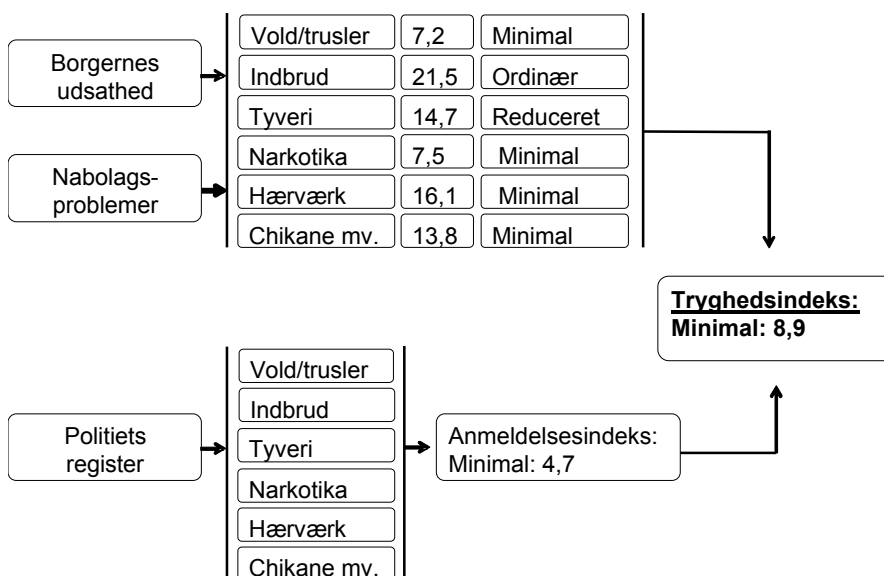 Borgernes
udsathed
Nabolags-
problemer
Vold/trusler 7,2 Minimal
Indbrud 21,5 Ordinær
Tyveri 14,7 Reduceret
Narkotika 7,5 Minimal
Hærværk 16,1 Minimal
Chikane mv. 13,8 Minimal
Tryghedsindeks:
Minimal: 8,9
Politiets
register
Vold/trusler
Indbrud
Tyveri
Narkotika
Hærværk
Chikane mv.
Anmeldelsesindeks:
Minimal: 4,7